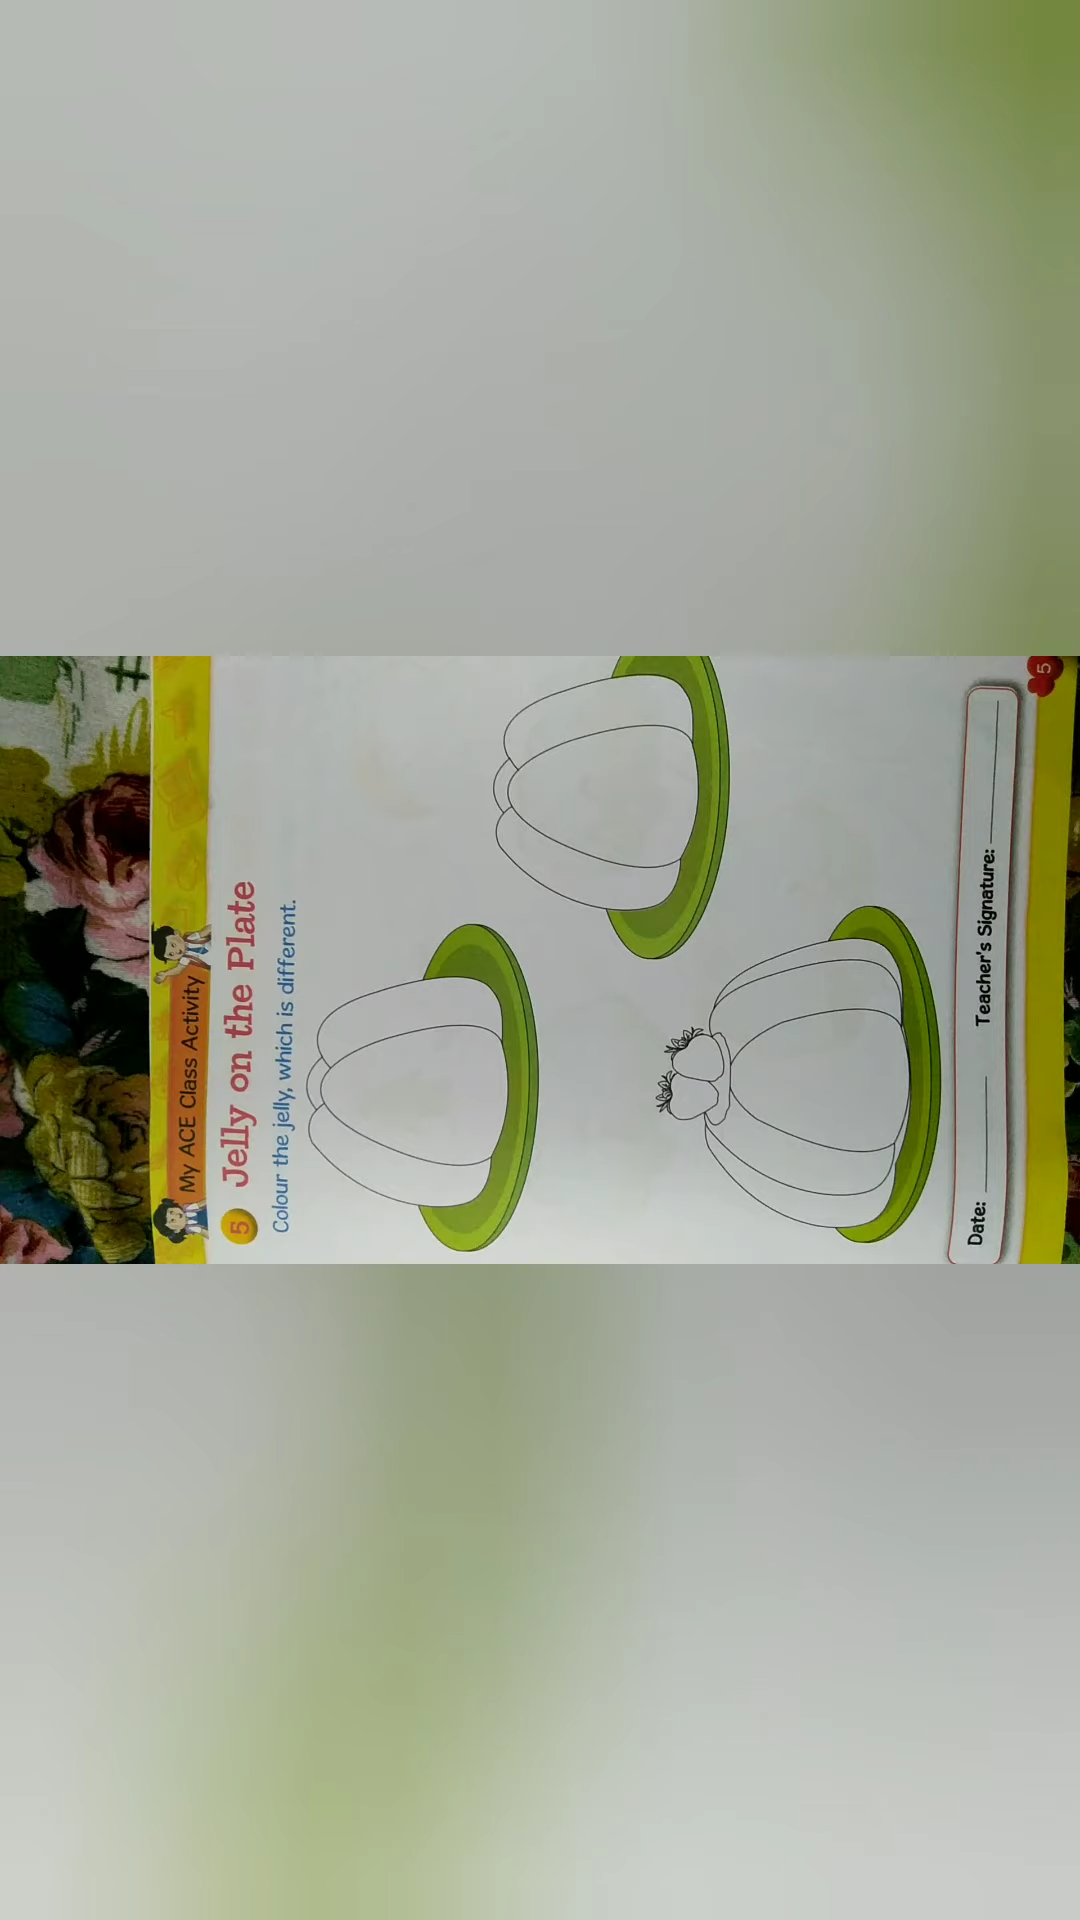 My ACE Class Activity
5 Jelly on the Plate
Colour the jelly, which is different.
Date: Teacher's Signature:
5